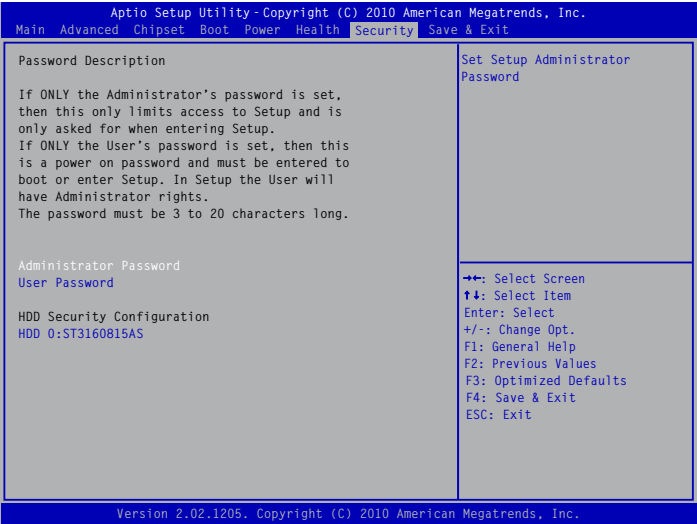 Aptio Setup Utility - Copyright (C) 2010 American Megatrends, Inc.
Main Advanced Chipset Boot Power Health Security Save & Exit
Password Description
If ONLY the Administrator's password is set,
then this only limits access to Setup and is
only asked for when entering Setup.
If ONLY the User's password is set, then this
is a power on password and must be entered to
boot or enter Setup. In Setup the User will
have Administrator rights.
The password must be 3 to 20 characters long.
Administrator Password
User Password
HDD Security Configuration
HDD 0:ST3160815AS
Set Setup Administrator
Password
→←: Select Screen
↑↓: Select Item
Enter: Select
+/-: Change Opt.
F1: General Help
F2: Previous Values
F3: Optimized Defaults
F4: Save & Exit
ESC: Exit
Version 2.02.1205. Copyright (C) 2010 American Megatrends, Inc.